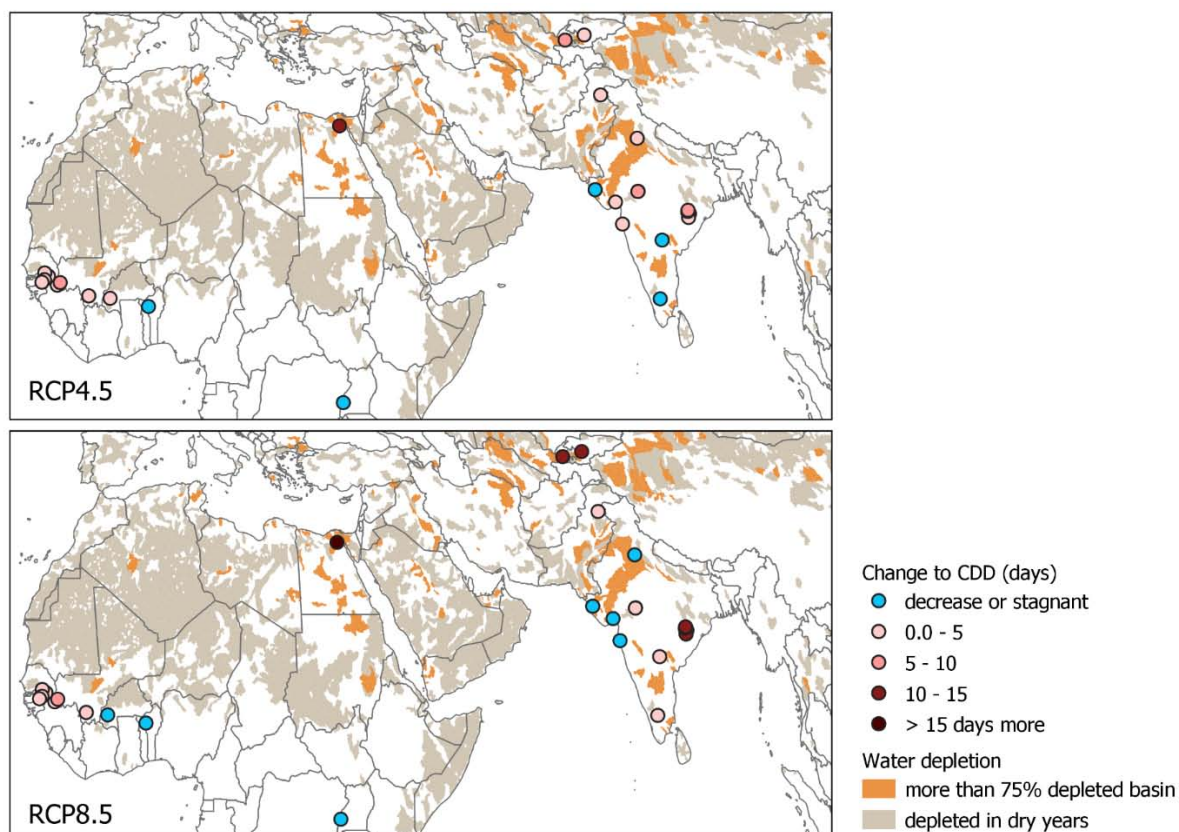 RCP4.5
RCP8.5
Change to CDD (days)
decrease or stagnant
0.0 - 5
5 - 10
10 - 15
> 15 days more
Water depletion
more than 75% depleted basin
depleted in dry years